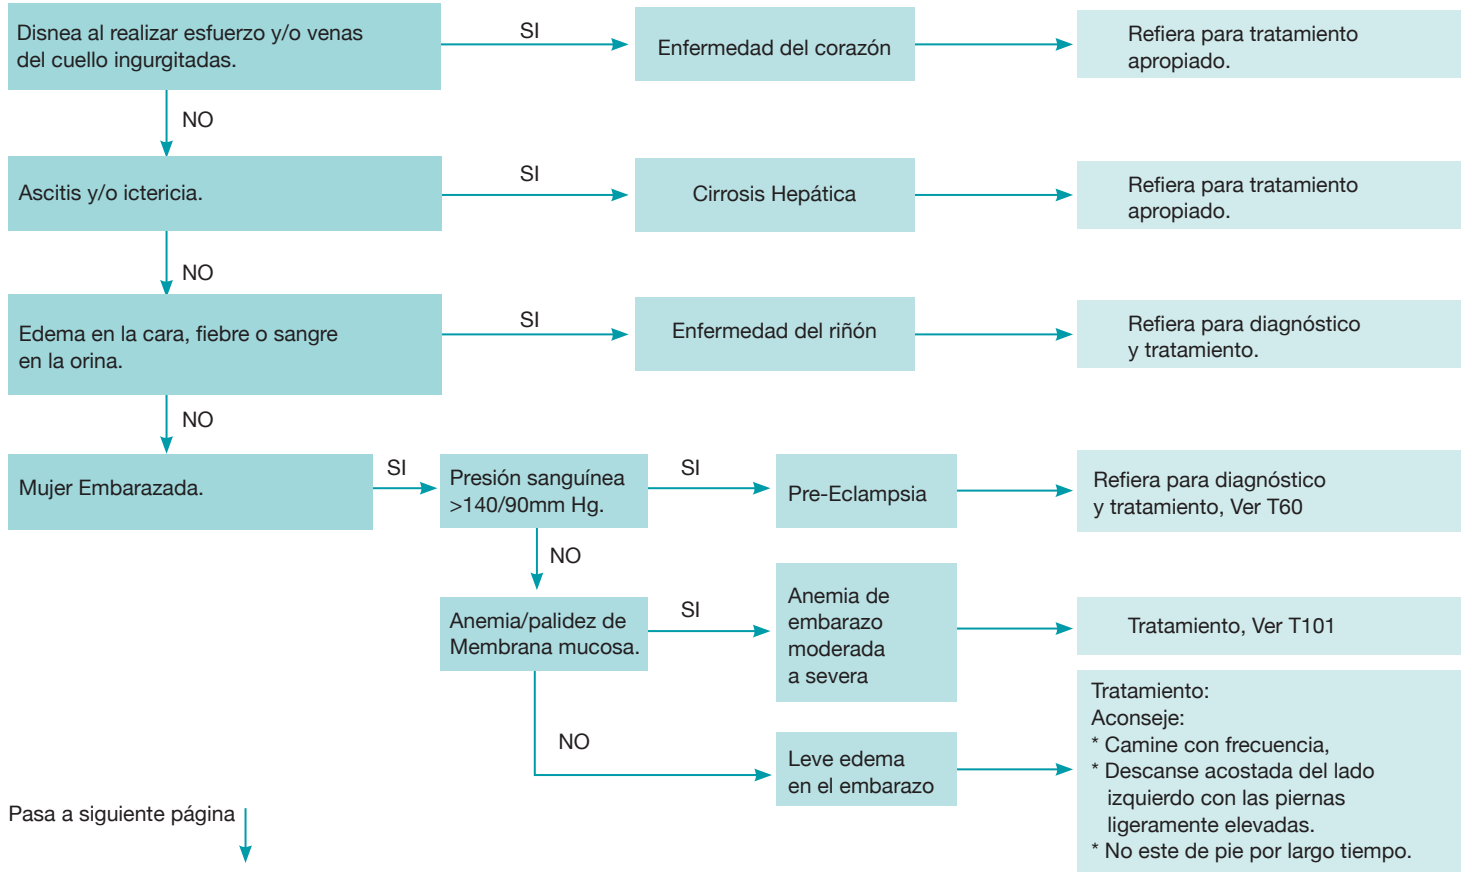 Disnea al realizar esfuerzo y/o venas
del cuello ingurgitadas.
SI
Enfermedad del corazón
Refiera para tratamiento
apropiado.
NO
Ascitis y/o ictericia.
SI
Cirrosis Hepática
Refiera para tratamiento
apropiado.
NO
Edema en la cara, fiebre o sangre
en la orina.
SI
Enfermedad del riñón
Refiera para diagnóstico
y tratamiento.
NO
Mujer Embarazada.
SI
Presión sanguínea
>140/90mm Hg.
SI
Pre-Eclampsia
Refiera para diagnóstico
y tratamiento, Ver T60
NO
Anemia/palidez de
Membrana mucosa.
SI
Anemia de
embarazo
moderada
a severa
Tratamiento, Ver T101
NO
Leve edema
en el embarazo
Tratamiento:
Aconseje:
* Camine con frecuencia,
* Descanse acostada del lado
izquierdo con las piernas
ligeramente elevadas.
* No este de pie por largo tiempo.
Pasa a siguiente página